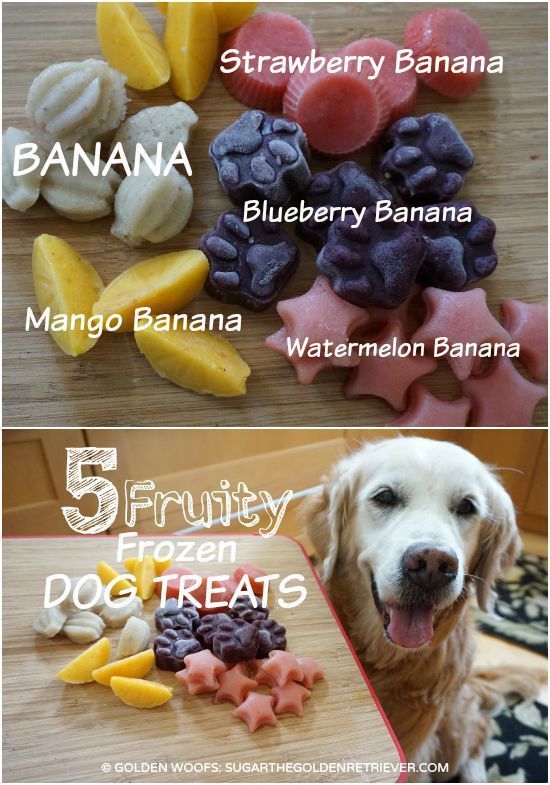 Strawberry Banana
BANANA
Blueberry Banana
Mango Banana
Watermelon Banana
5 Fruity
Frozen
DOG TREATS
© GOLDEN WOOFS: SUGARTHEGOLDENRETRIEVER.COM